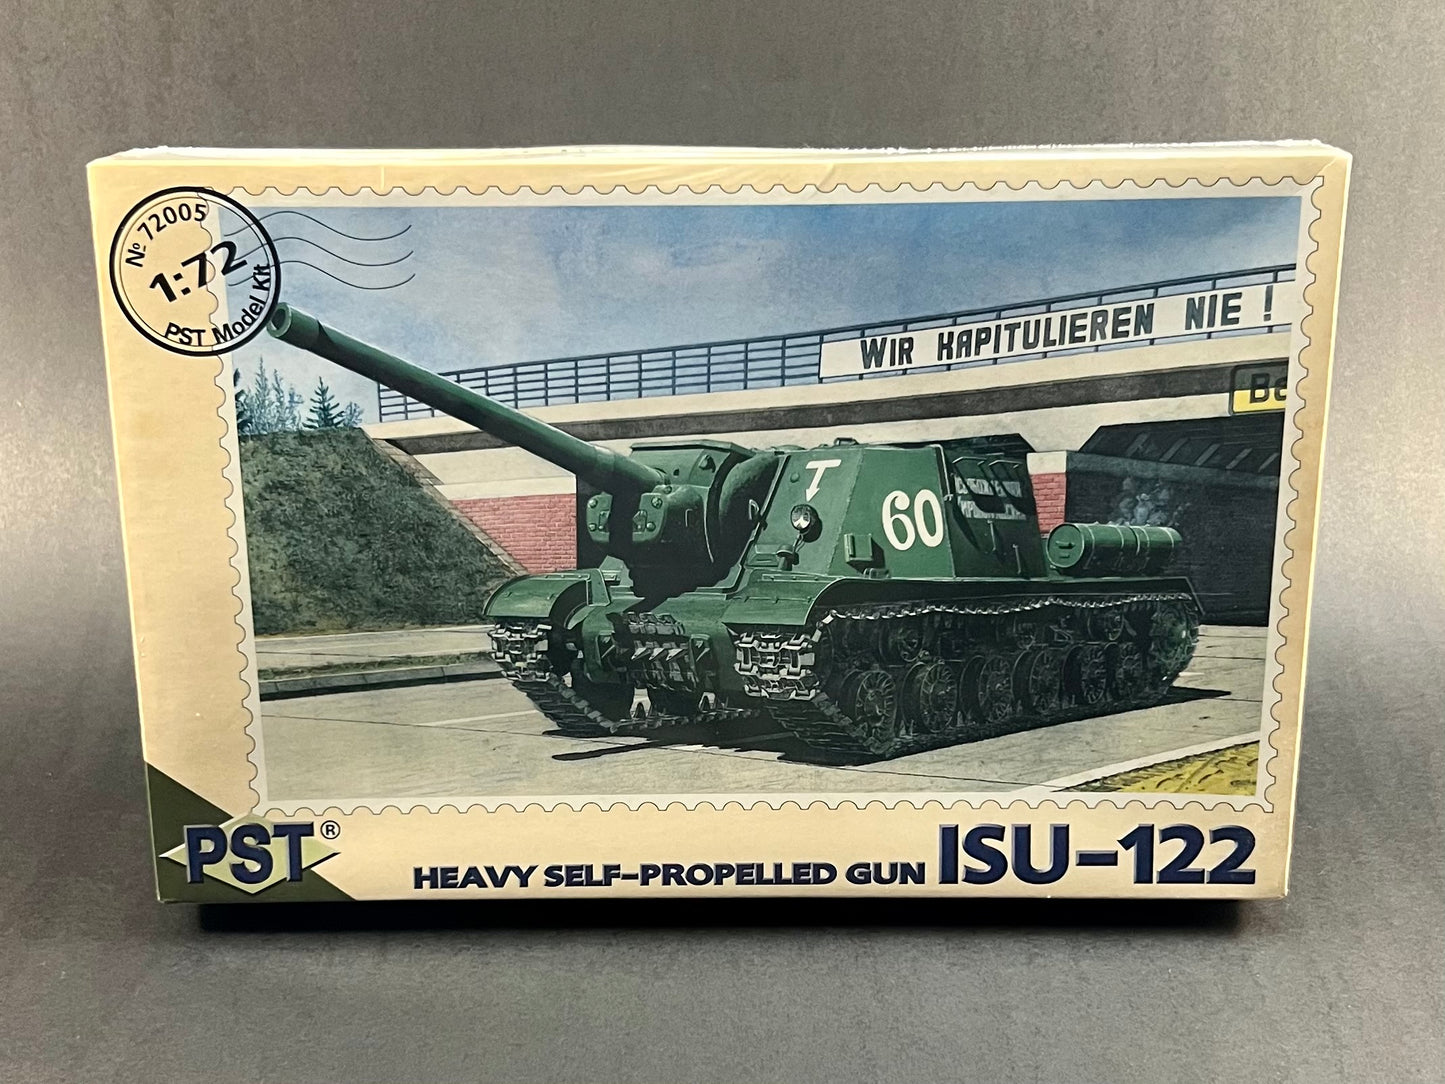 № 72005
1:72
PST Model Kit
WIR KAPITULIEREN NIE !
T
60
PST®
HEAVY SELF-PROPELLED GUN ISU-122